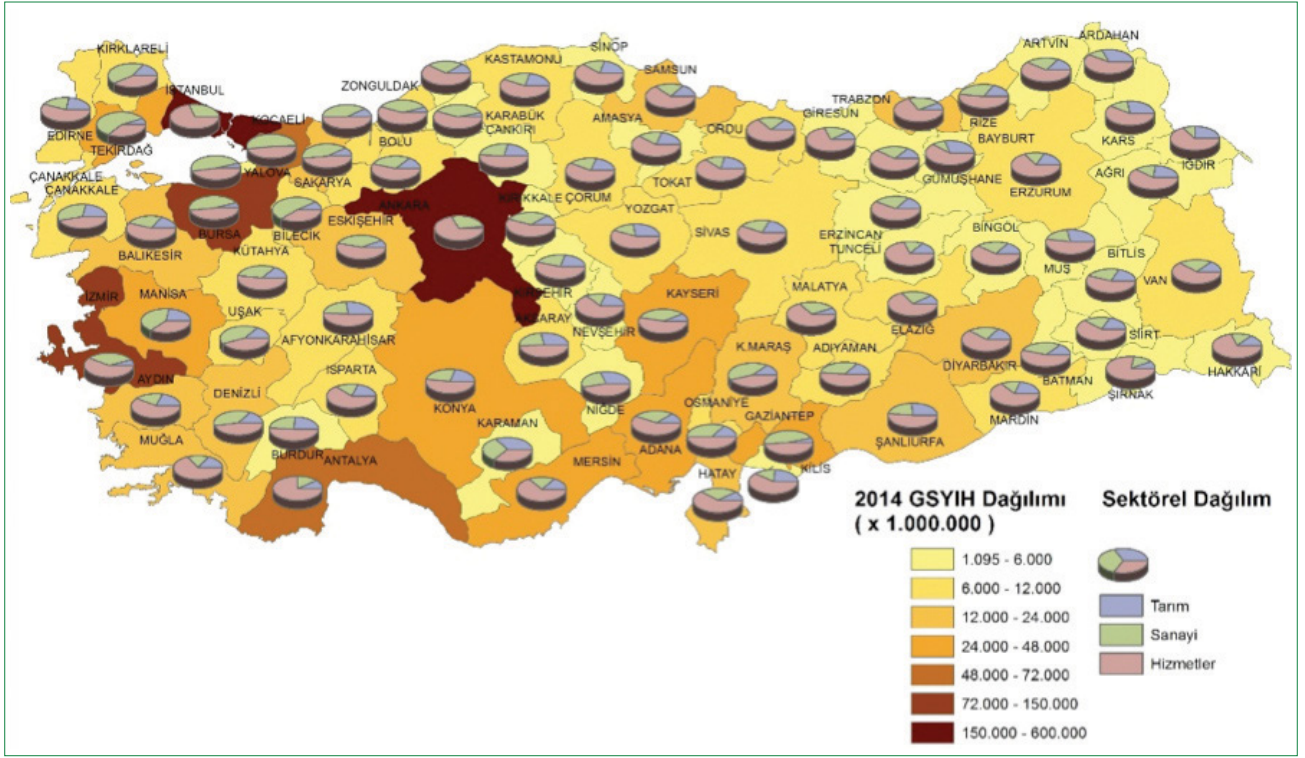 KIRKLARELİ
İSTANBUL
EDİRNE
TEKİRDAĞ
KOCAELİ
YALOVA
SAKARYA
ZONGULDAK
BOLU
KASTAMONU
KARABÜK
ÇANKIRI
SİNOP
SAMSUN
AMASYA
ORDU
TRABZON
GİRESUN
RİZE
BAYBURT
ARTVİN
ARDAHAN
KARS
IĞDIR
AĞRI
GÜMÜŞHANE
ERZURUM
ÇANAKKALE
ÇANAKKALE
BURSA
BİLECİK
ESKİŞEHİR
ANKARA
KIRIKKALE
ÇORUM
TOKAT
YOZGAT
SİVAS
ERZİNCAN
TUNCELİ
BİNGÖL
MUŞ
BİTLİS
VAN
BALIKESİR
KÜTAHYA
İZMİR
MANİSA
UŞAK
AFYONKARAHİSAR
KIRŞEHİR
AKSARAY
NEVŞEHİR
KAYSERİ
MALATYA
ELAZIĞ
SİİRT
HAKKARİ
AYDIN
DENİZLİ
ISPARTA
KONYA
NİĞDE
K.MARAŞ
ADIYAMAN
DİYARBAKIR
BATMAN
ŞIRNAK
MARDİN
MUĞLA
BURDUR
ANTALYA
KARAMAN
MERSİN
ADANA
OSMANİYE
GAZİANTEP
ŞANLIURFA
HATAY
KİLİS
2014 GSYIH Dağılımı
( x 1.000.000 )
1.095 - 6.000
6.000 - 12.000
12.000 - 24.000
24.000 - 48.000
48.000 - 72.000
72.000 - 150.000
150.000 - 600.000
Sektörel Dağılım
Tarım
Sanayi
Hizmetler